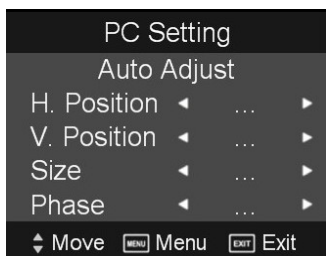 PC Setting
Auto Adjust
H. Position ◄ ... ►
V. Position ◄ ... ►
Size ◄ ... ►
Phase ◄ ... ►
Move MENU Menu EXIT Exit